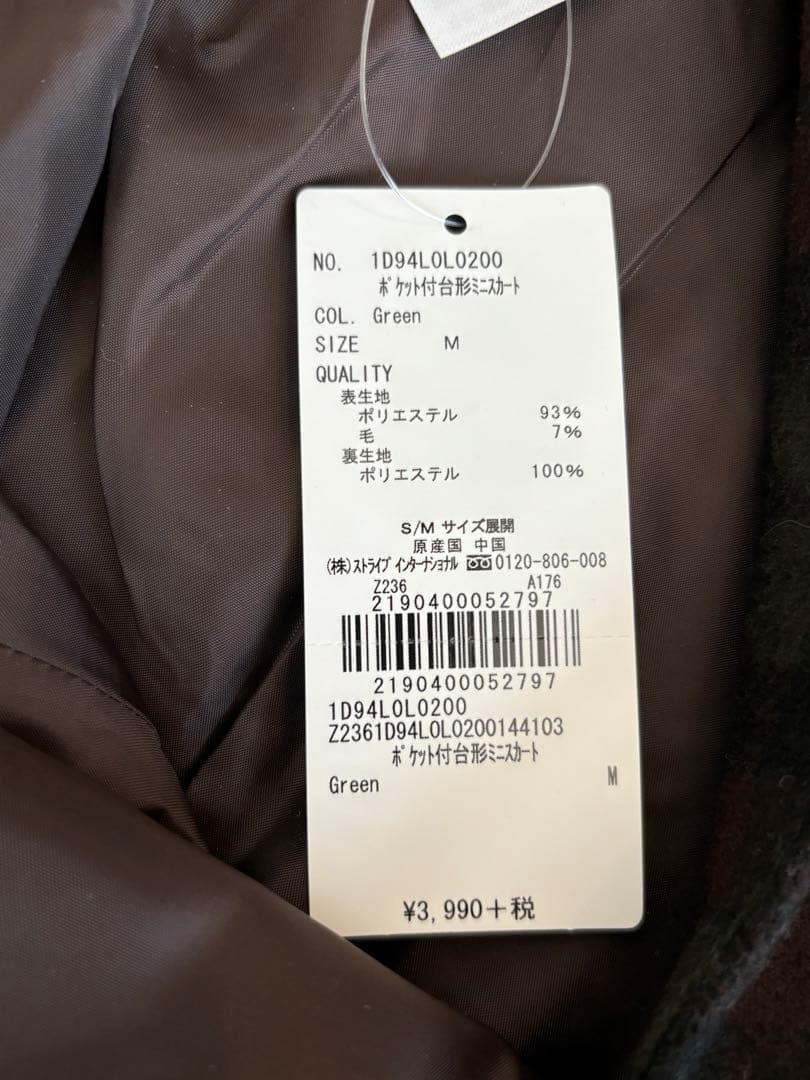 NO. 1D94L0L0200
ポケット付台形ミニスカート
COL. Green
SIZE M
QUALITY
表生地
ポリエステル 93%
毛 7%
裏生地
ポリエステル 100%
S/M サイズ展開
原産国 中国
(株)ストライプ インターナショナル 0120-806-008
Z236 A176
2190400052797
2190400052797
1D94L0L0200
Z2361D94L0L0200144103
ポケット付台形ミニスカート
Green M
¥3,990+税